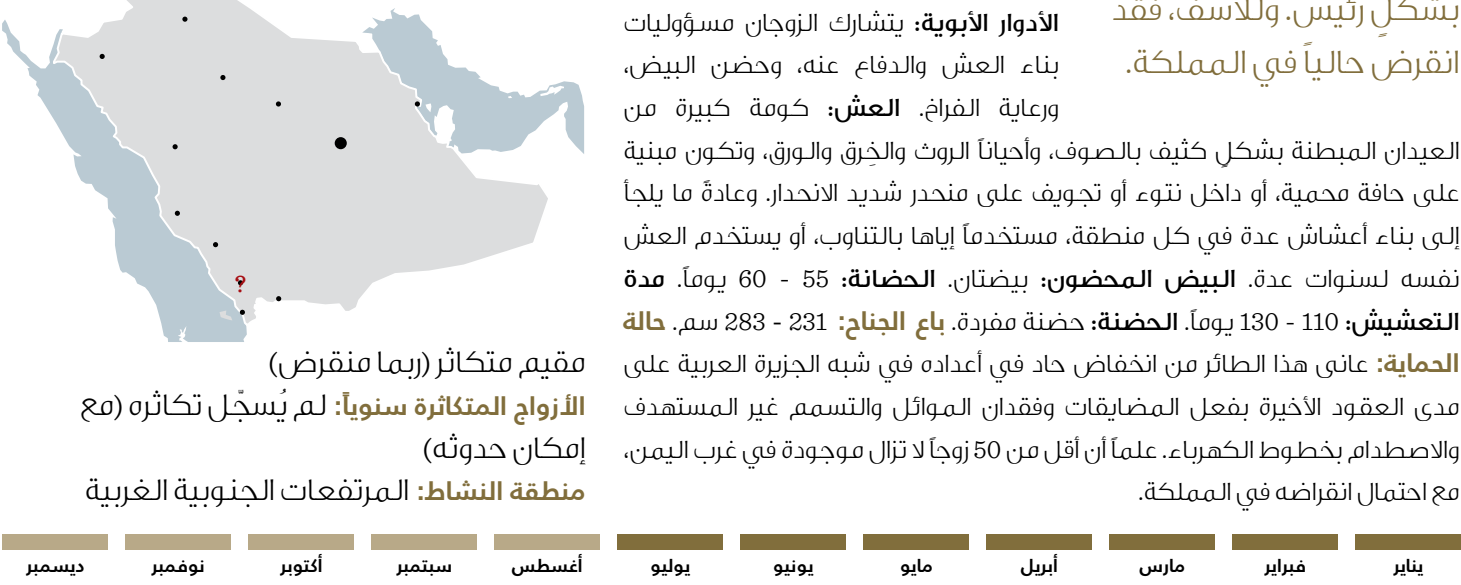 بشكلٍ رئيس. وللأسف، فقد
انقرض حالياً في المملكة.
الأدوار الأبوية: يتشارك الزوجان مسؤوليات
بناء العش والدفاع عنه، وحضن البيض،
ورعاية الفراخ. العش: كومة كبيرة من
العيدان المبطنة بشكلٍ كثيف بالصوف، وأحياناً الروث والخِرق والورق، وتكون مبنية
على حافة محمية، أو داخل نتوء أو تجويف على منحدر شديد الانحدار. وعادةً ما يلجأ
إلى بناء أعشاش عدة في كل منطقة، مستخدماً إياها بالتناوب، أو يستخدم العش
نفسه لسنوات عدة. البيض المحضون: بيضتان. الحضانة: 55 - 60 يوماً. مدة
التعشيش: 110 - 130 يوماً. الحضنة: حضنة مفردة. باع الجناح: 231 - 283 سم. حالة
الحماية: عانى هذا الطائر من انخفاض حاد في أعداده في شبه الجزيرة العربية على
مدى العقود الأخيرة بفعل المضايقات وفقدان الموائل والتسمم غير المستهدف
والاصطدام بخطوط الكهرباء. علماً أن أقل من 50 زوجاً لا تزال موجودة في غرب اليمن،
مع احتمال انقراضه في المملكة.
?
مقيم متكاثر (ربما منقرض)
الأزواج المتكاثرة سنوياً: لم يُسجّل تكاثره (مع
إمكان حدوثه)
منطقة النشاط: المرتفعات الجنوبية الغربية
يناير فبراير مارس أبريل مايو يونيو يوليو أغسطس سبتمبر أكتوبر نوفمبر ديسمبر